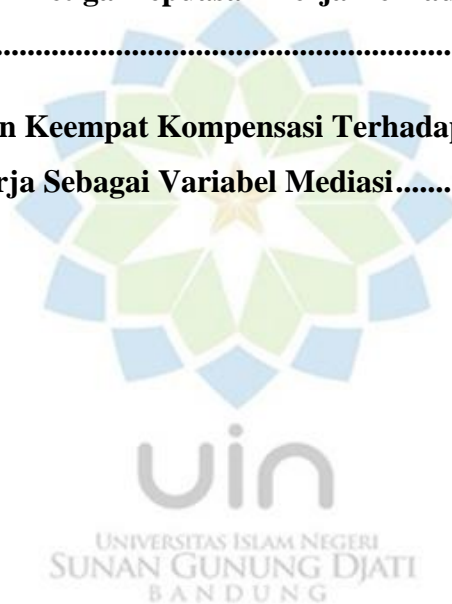 .............................................................
n Keempat Kompensasi Terhadap
rja Sebagai Variabel Mediasi.......
uin
UNIVERSITAS ISLAM NEGERI
SUNAN GUNUNG DJATI
BANDUNG